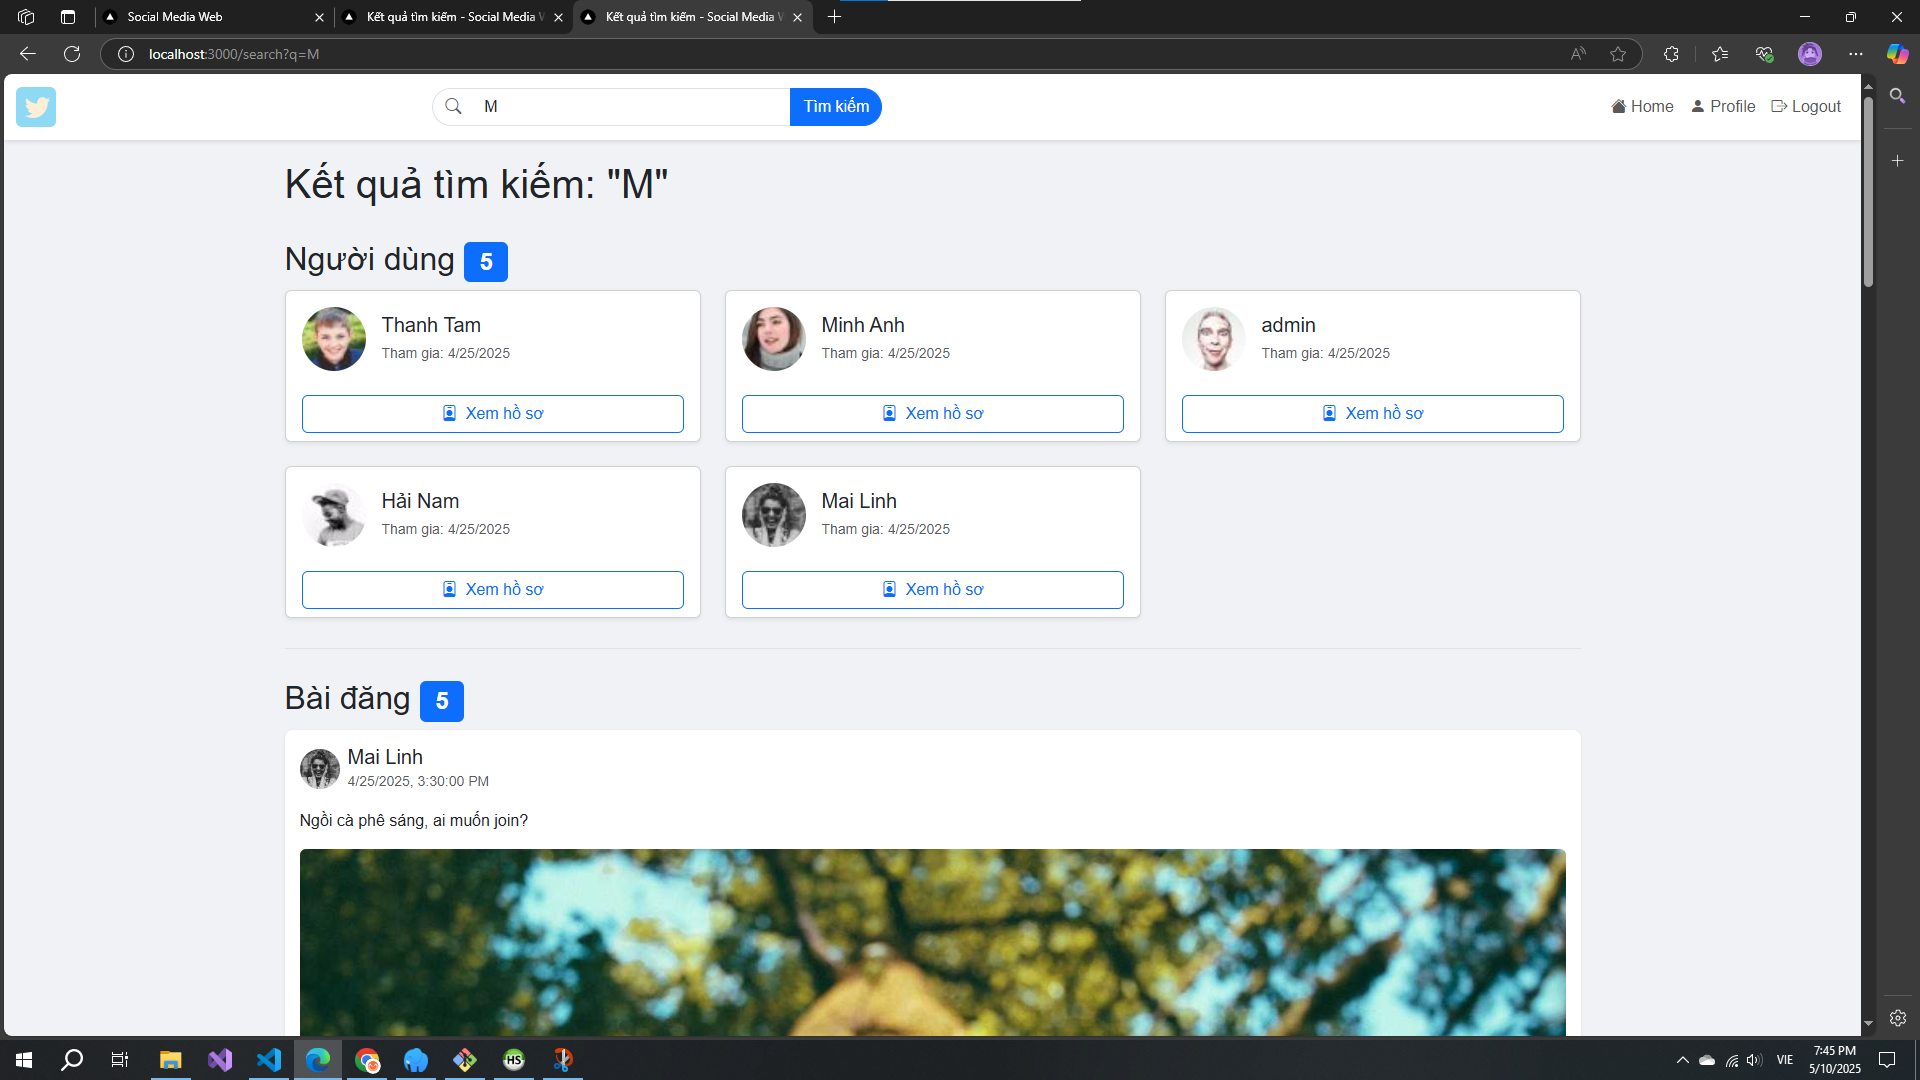 Social Media Web
Kết quả tìm kiếm - Social Media W
Kết quả tìm kiếm - Social Media W
localhost:3000/search?q=M
M
Tìm kiếm
Home
Profile
Logout
Kết quả tìm kiếm: "M"
Người dùng 5
Thanh Tam
Tham gia: 4/25/2025
Xem hồ sơ
Minh Anh
Tham gia: 4/25/2025
Xem hồ sơ
admin
Tham gia: 4/25/2025
Xem hồ sơ
Hải Nam
Tham gia: 4/25/2025
Xem hồ sơ
Mai Linh
Tham gia: 4/25/2025
Xem hồ sơ
Bài đăng 5
Mai Linh
4/25/2025, 3:30:00 PM
Ngồi cà phê sáng, ai muốn join?
HS
VIE
7:45 PM
5/10/2025